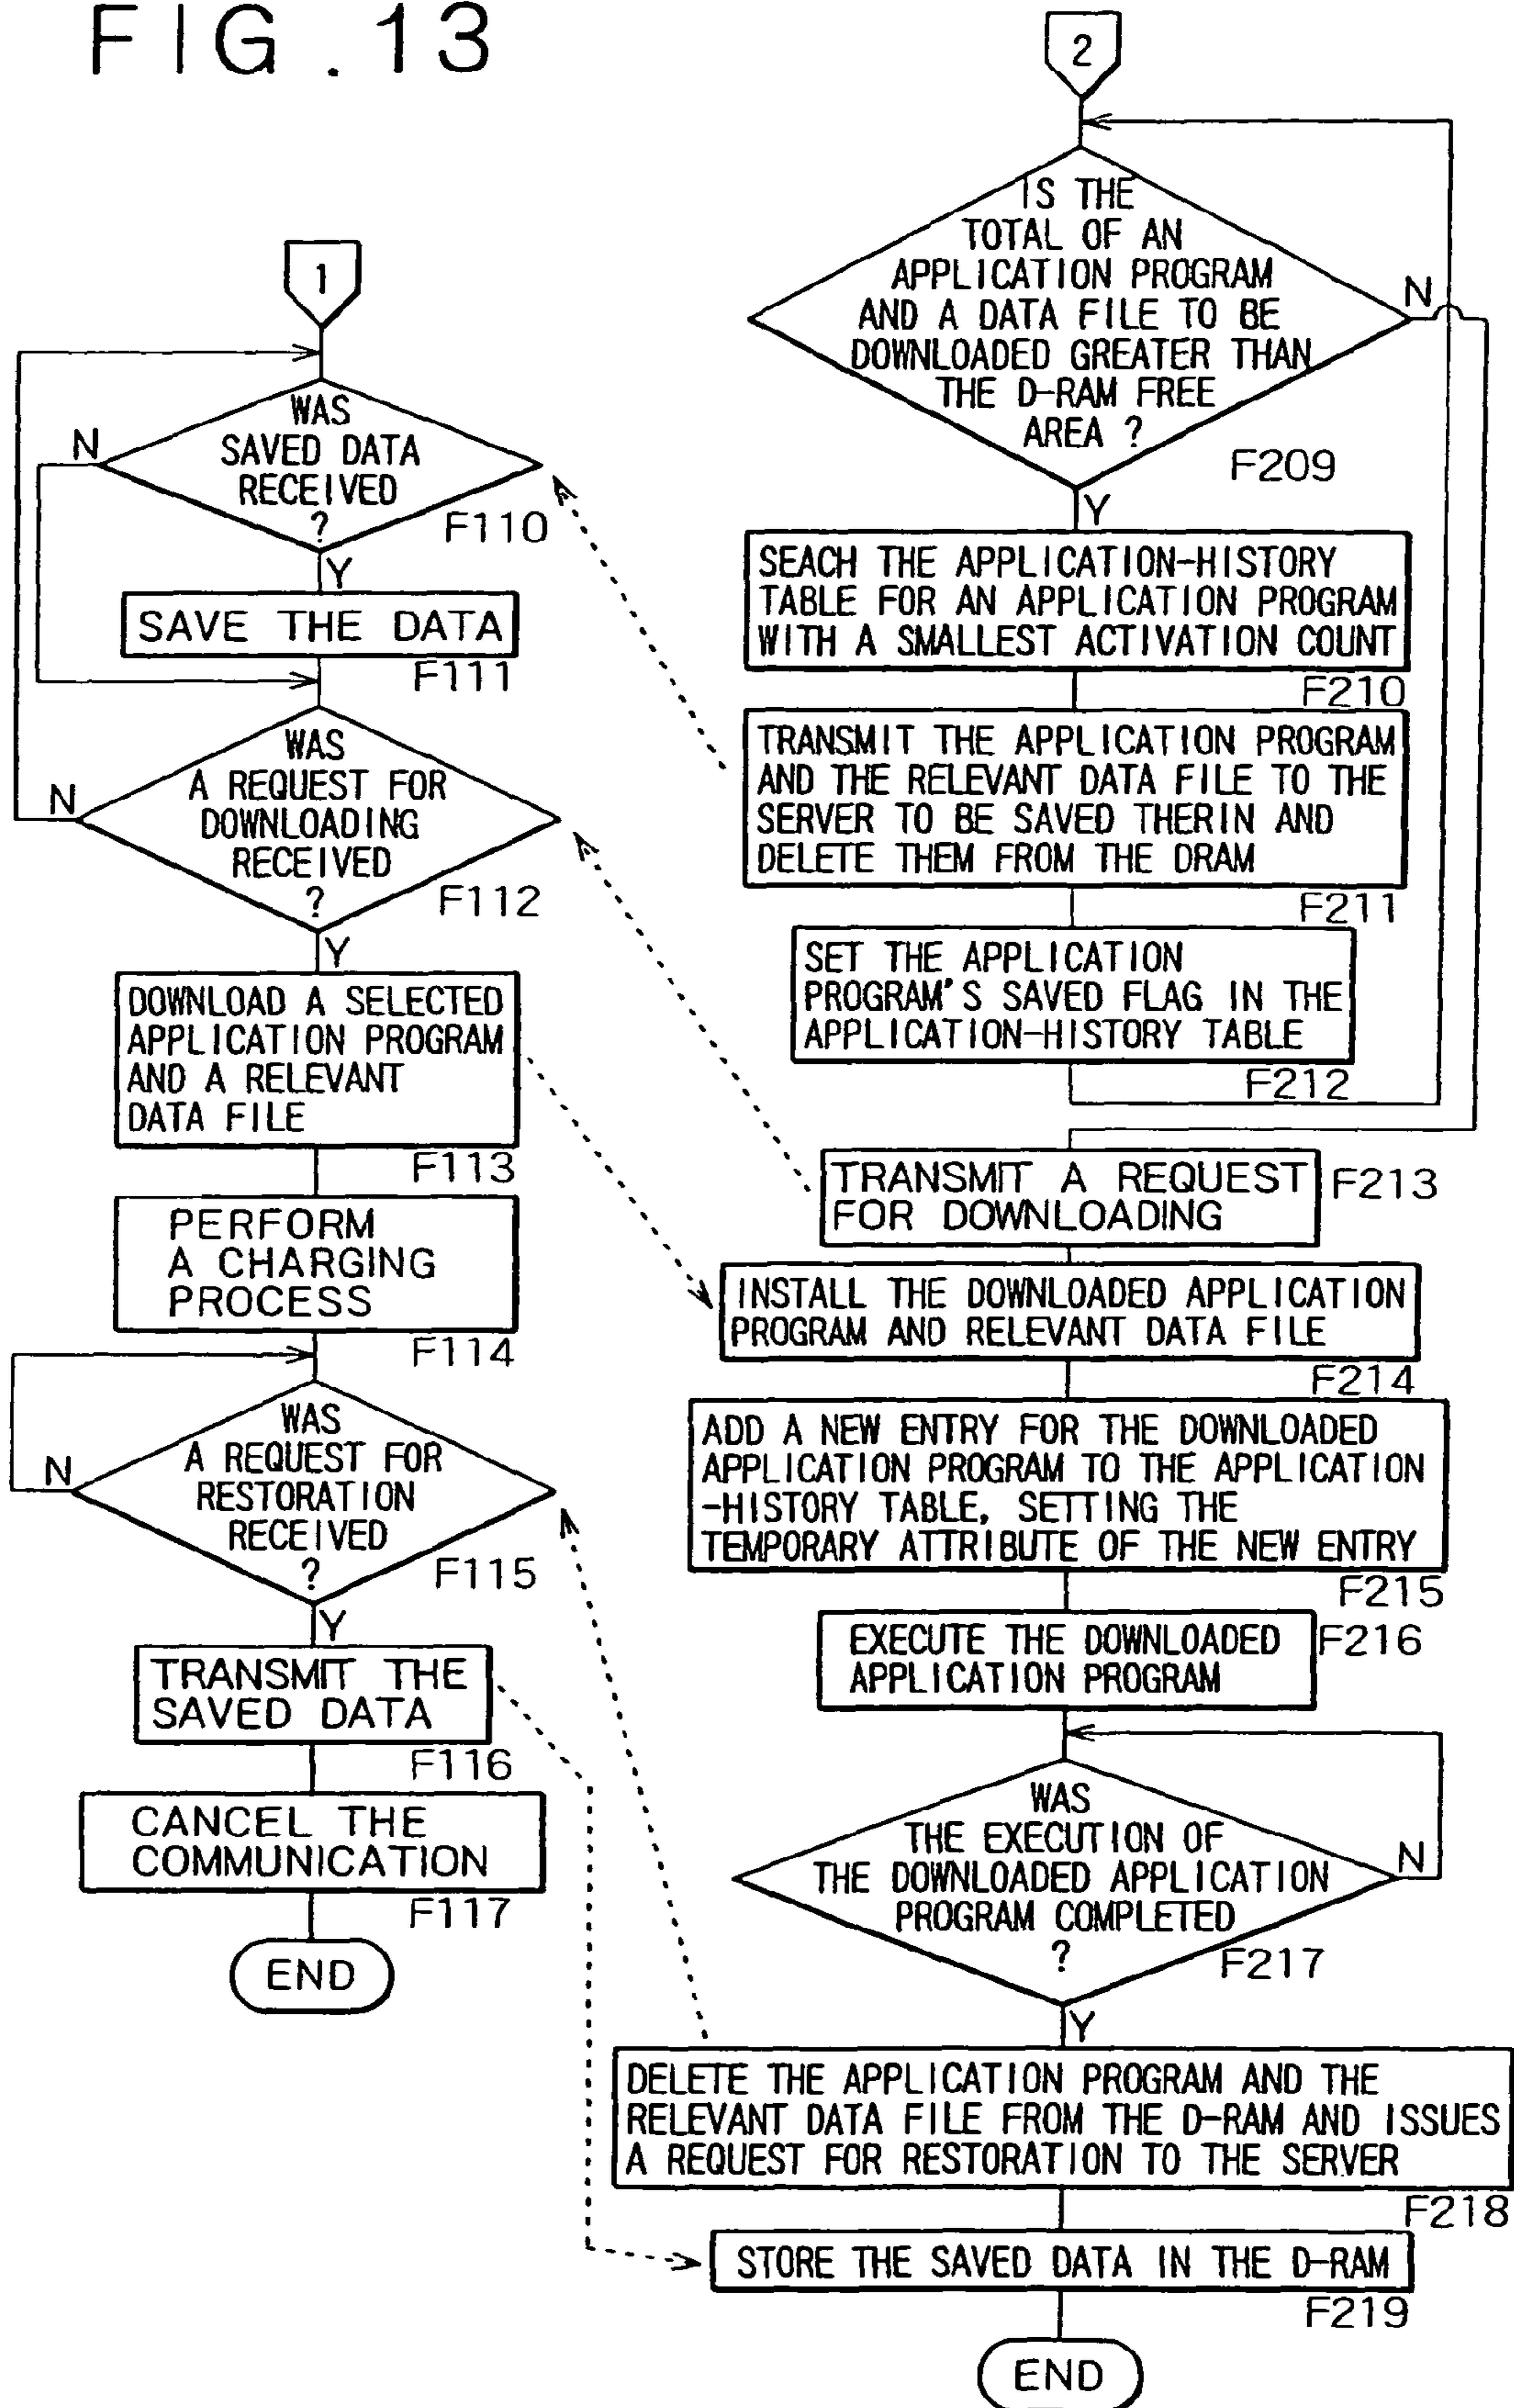 FIG.13
1
WAS
SAVED DATA
RECEIVED
?
N
Y
F110
SAVE THE DATA
F111
WAS
A REQUEST FOR
DOWNLOADING
RECEIVED
?
N
Y
F112
DOWNLOAD A SELECTED
APPLICATION PROGRAM
AND A RELEVANT
DATA FILE
F113
PERFORM
A CHARGING
PROCESS
F114
WAS
A REQUEST FOR
RESTORATION
RECEIVED
?
N
Y
F115
TRANSMIT THE
SAVED DATA
F116
CANCEL THE
COMMUNICATION
F117
END
2
IS THE
TOTAL OF AN
APPLICATION PROGRAM
AND A DATA FILE TO BE
DOWNLOADED GREATER THAN
THE D-RAM FREE
AREA ?
N
Y
F209
SEACH THE APPLICATION-HISTORY
TABLE FOR AN APPLICATION PROGRAM
WITH A SMALLEST ACTIVATION COUNT
F210
TRANSMIT THE APPLICATION PROGRAM
AND THE RELEVANT DATA FILE TO THE
SERVER TO BE SAVED THERIN AND
DELETE THEM FROM THE DRAM
F211
SET THE APPLICATION
PROGRAM'S SAVED FLAG IN THE
APPLICATION-HISTORY TABLE
F212
TRANSMIT A REQUEST
FOR DOWNLOADING
F213
INSTALL THE DOWNLOADED APPLICATION
PROGRAM AND RELEVANT DATA FILE
F214
ADD A NEW ENTRY FOR THE DOWNLOADED
APPLICATION PROGRAM TO THE APPLICATION
-HISTORY TABLE, SETTING THE
TEMPORARY ATTRIBUTE OF THE NEW ENTRY
F215
EXECUTE THE DOWNLOADED
APPLICATION PROGRAM
F216
WAS
THE EXECUTION OF
THE DOWNLOADED APPLICATION
PROGRAM COMPLETED
?
N
Y
F217
DELETE THE APPLICATION PROGRAM AND THE
RELEVANT DATA FILE FROM THE D-RAM AND ISSUES
A REQUEST FOR RESTORATION TO THE SERVER
F218
STORE THE SAVED DATA IN THE D-RAM
F219
END